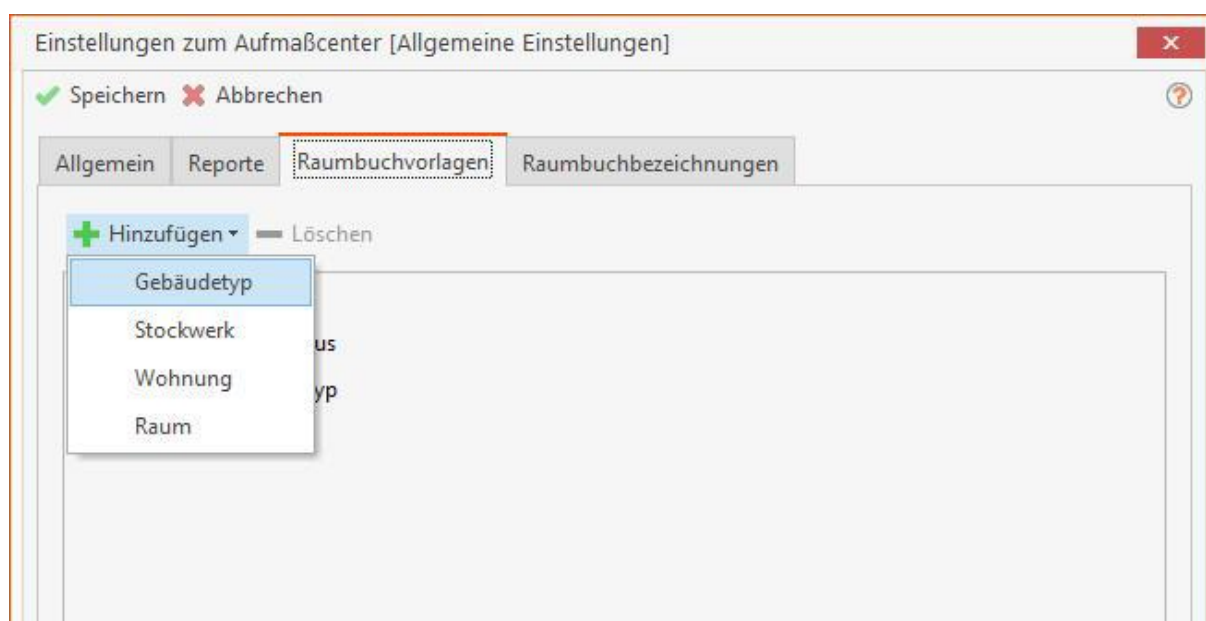 Einstellungen zum Aufmaßcenter [Allgemeine Einstellungen]
Speichern Abbrechen
Allgemein Reporte Raumbuchvorlagen Raumbuchbezeichnungen
Hinzufügen Löschen
Gebäudetyp
Stockwerk
us
Wohnung
yp
Raum